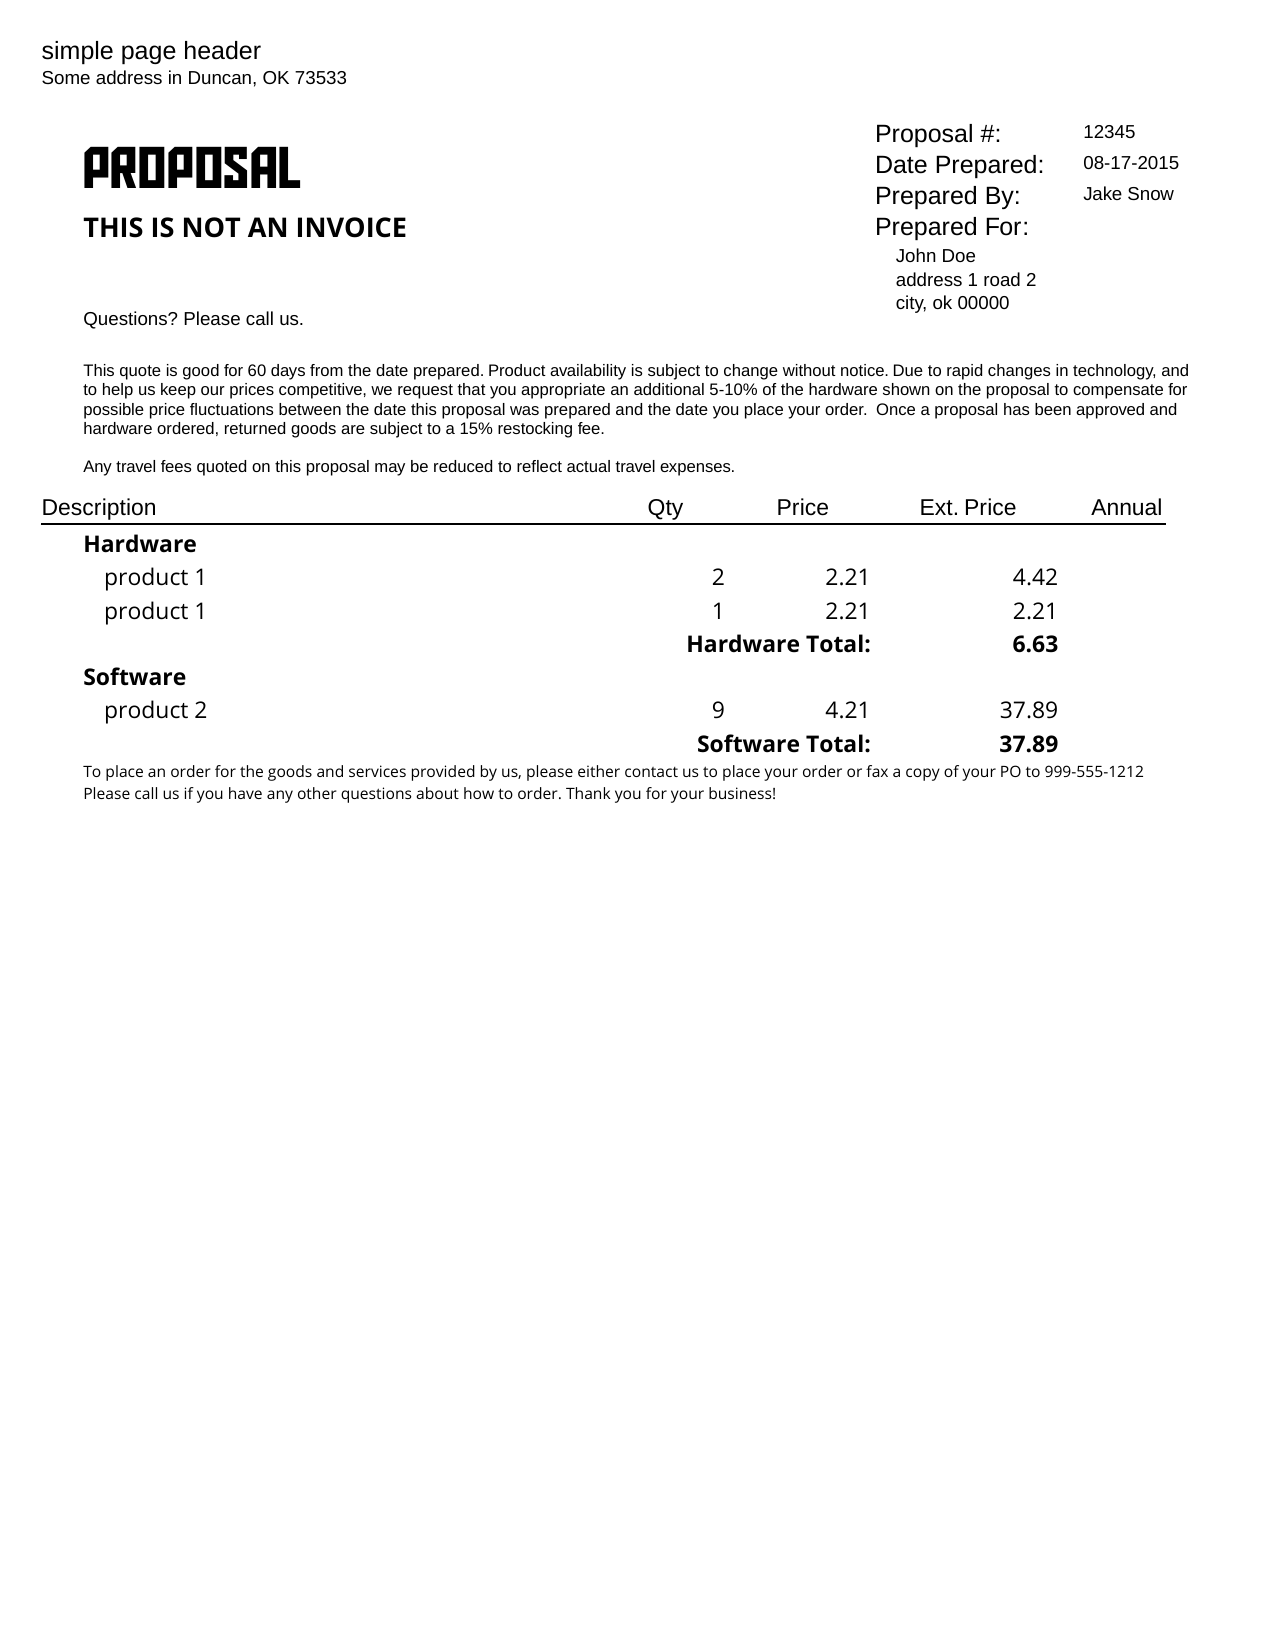 simple page header
Some address in Duncan, OK 73533
PROPOSAL
THIS IS NOT AN INVOICE
Questions? Please call us.
Proposal #: 12345
Date Prepared: 08-17-2015
Prepared By: Jake Snow
Prepared For:
John Doe
address 1 road 2
city, ok 00000
This quote is good for 60 days from the date prepared. Product availability is subject to change without notice. Due to rapid changes in technology, and
to help us keep our prices competitive, we request that you appropriate an additional 5-10% of the hardware shown on the proposal to compensate for
possible price fluctuations between the date this proposal was prepared and the date you place your order.  Once a proposal has been approved and
hardware ordered, returned goods are subject to a 15% restocking fee.
Any travel fees quoted on this proposal may be reduced to reflect actual travel expenses.
Description Qty Price Ext. Price Annual
Hardware
product 1 2 2.21 4.42
product 1 1 2.21 2.21
Hardware Total: 6.63
Software
product 2 9 4.21 37.89
Software Total: 37.89
To place an order for the goods and services provided by us, please either contact us to place your order or fax a copy of your PO to 999-555-1212
Please call us if you have any other questions about how to order. Thank you for your business!